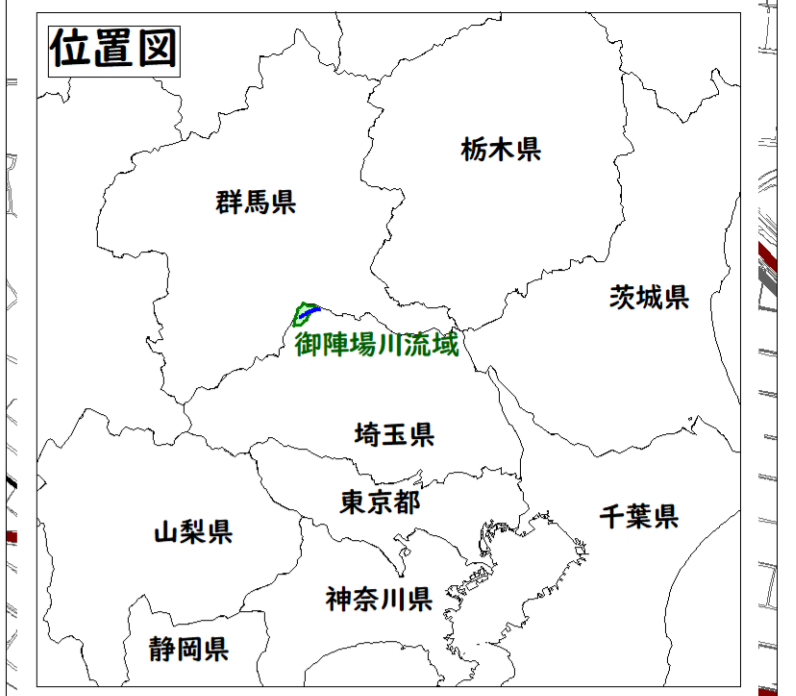 位置図
栃木県
群馬県
茨城県
御陣場川流域
埼玉県
東京都
千葉県
山梨県
神奈川県
静岡県